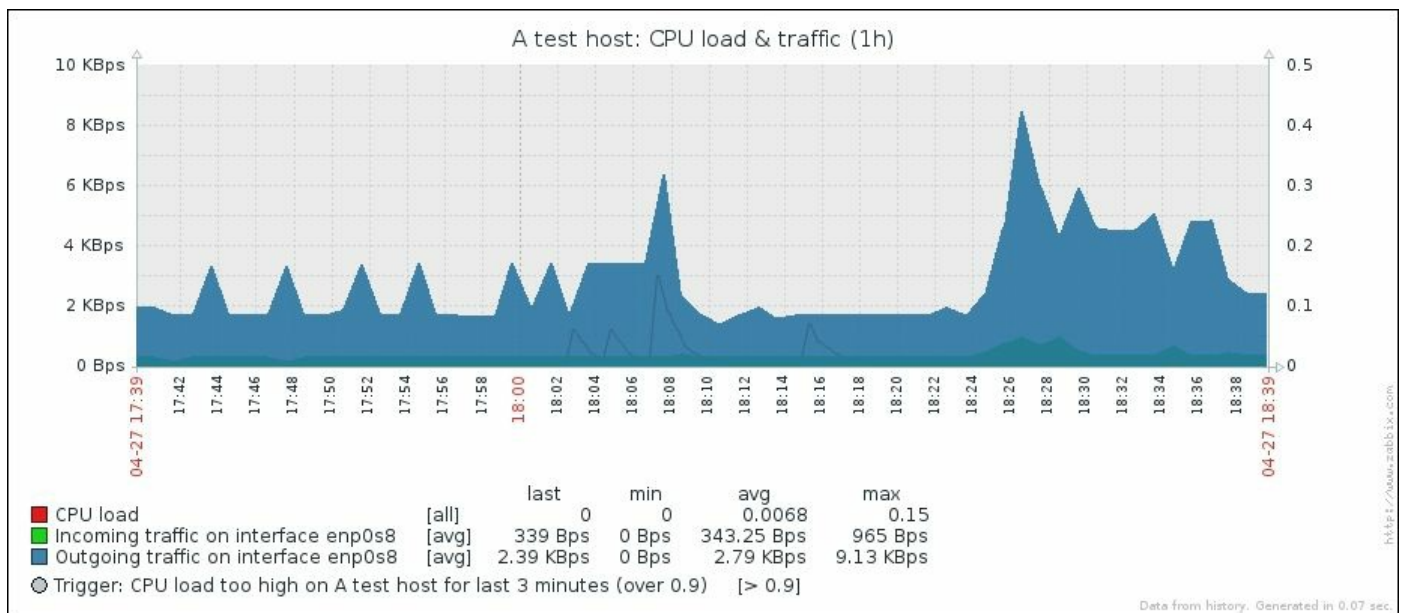 A test host: CPU load & traffic (1h)
10 KBps
8 KBps
6 KBps
4 KBps
2 KBps
0 Bps
0.5
0.4
0.3
0.2
0.1
0
04-27 17:39
17:42
17:44
17:46
17:48
17:50
17:52
17:54
17:56
17:58
18:00
18:02
18:04
18:06
18:08
18:10
18:12
18:14
18:16
18:18
18:20
18:22
18:24
18:26
18:28
18:30
18:32
18:34
18:36
18:38
04-27 18:39
last min avg max
CPU load [all] 0 0 0.0068 0.15
Incoming traffic on interface enp0s8 [avg] 339 Bps 0 Bps 343.25 Bps 965 Bps
Outgoing traffic on interface enp0s8 [avg] 2.39 KBps 0 Bps 2.79 KBps 9.13 KBps
Trigger: CPU load too high on A test host for last 3 minutes (over 0.9) [> 0.9]
http://www.zabbix.com
Data from history. Generated in 0.07 sec.